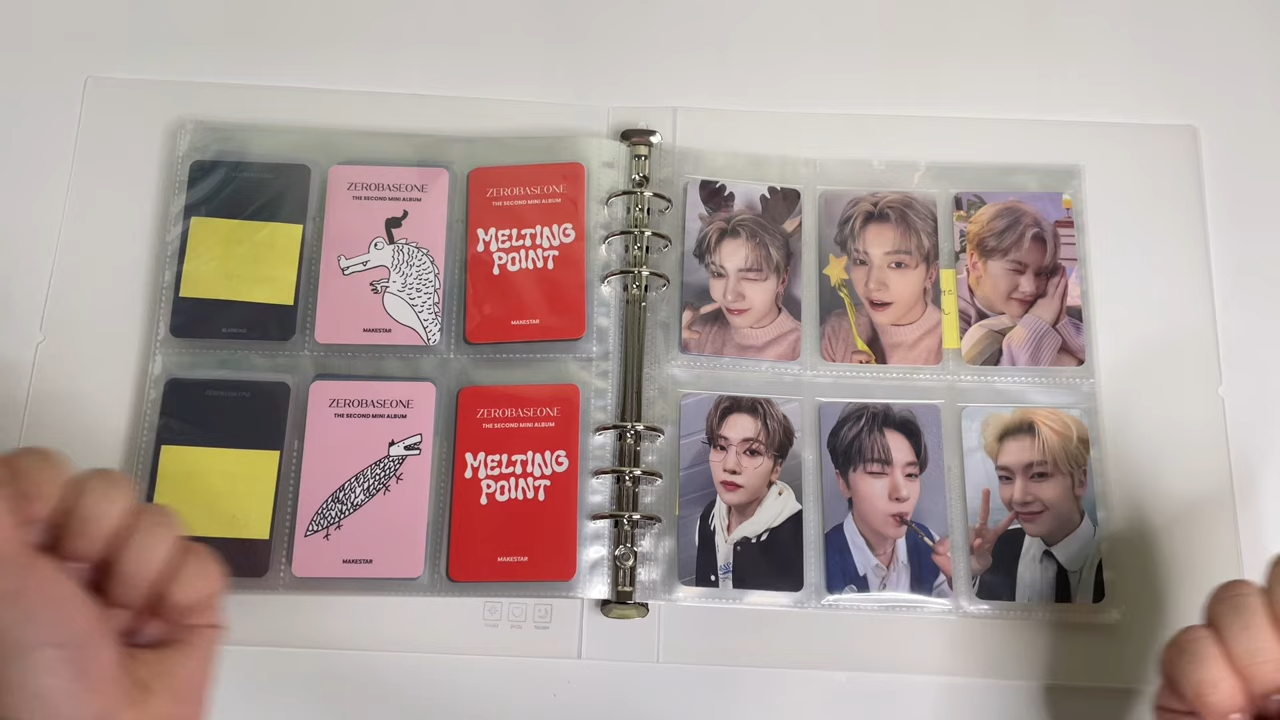 ZEROBASEONE
THE SECOND MINI ALBUM
MAKESTAR
ZEROBASEONE
THE SECOND MINI ALBUM
MELTING
POINT
MAKESTAR
ZEROBASEONE
THE SECOND MINI ALBUM
MAKESTAR
ZEROBASEONE
THE SECOND MINI ALBUM
MELTING
POINT
MAKESTAR